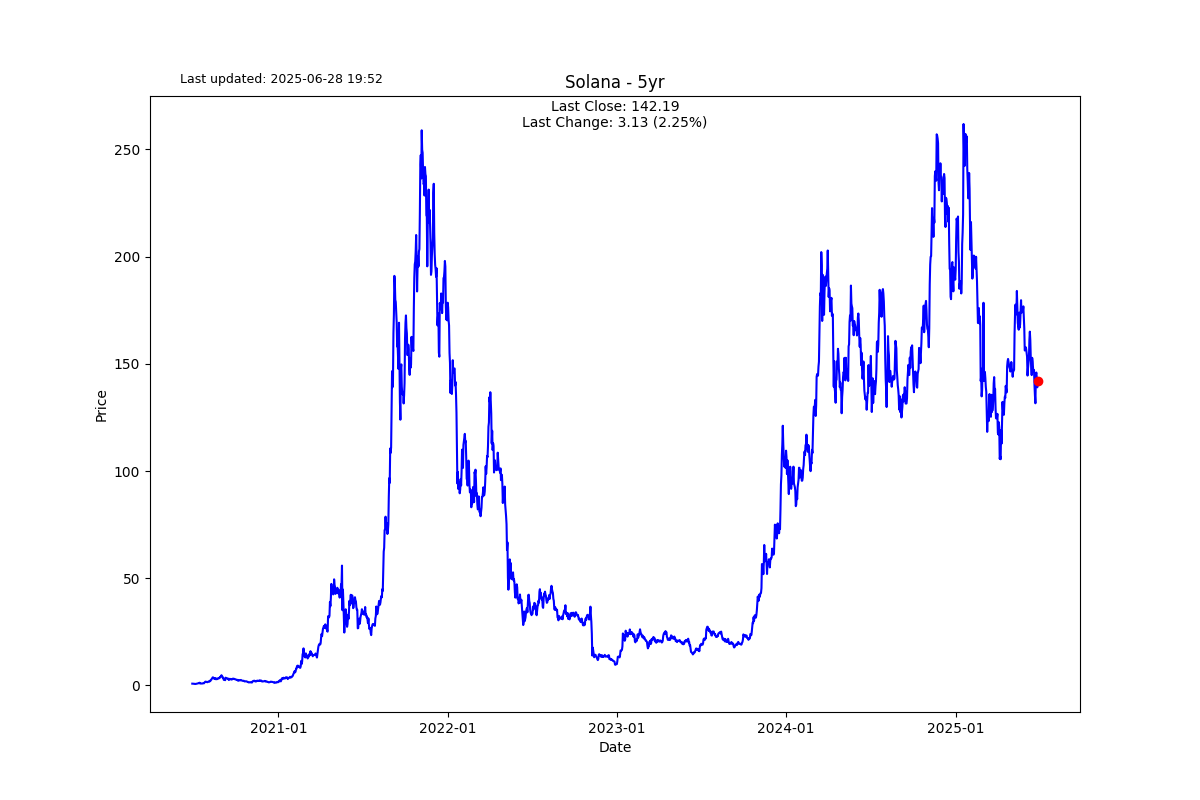 Last updated: 2025-06-28 19:52
Solana - 5yr
Last Close: 142.19
Last Change: 3.13 (2.25%)
250
200
150
100
50
0
Price
2021-01
2022-01
2023-01
2024-01
2025-01
Date